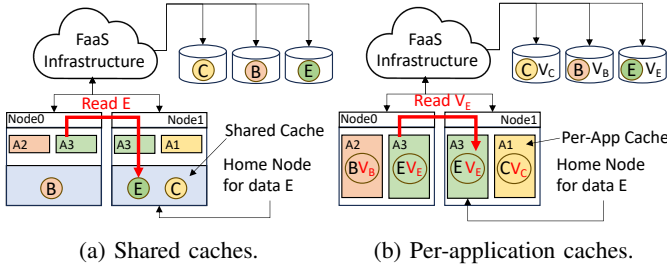 FaaS
Infrastructure
C
B
E
Read E
Node0
Node1
A2
A3
A3
A1
B
E
C
Shared Cache
Home Node
for data E
(a) Shared caches.
FaaS
Infrastructure
C V_C
B V_B
E V_E
Read V_E
Node0
Node1
A2
A3
A3
A1
B V_B
E V_E
E V_E
C V_C
Per-App Cache
Home Node
for data E
(b) Per-application caches.